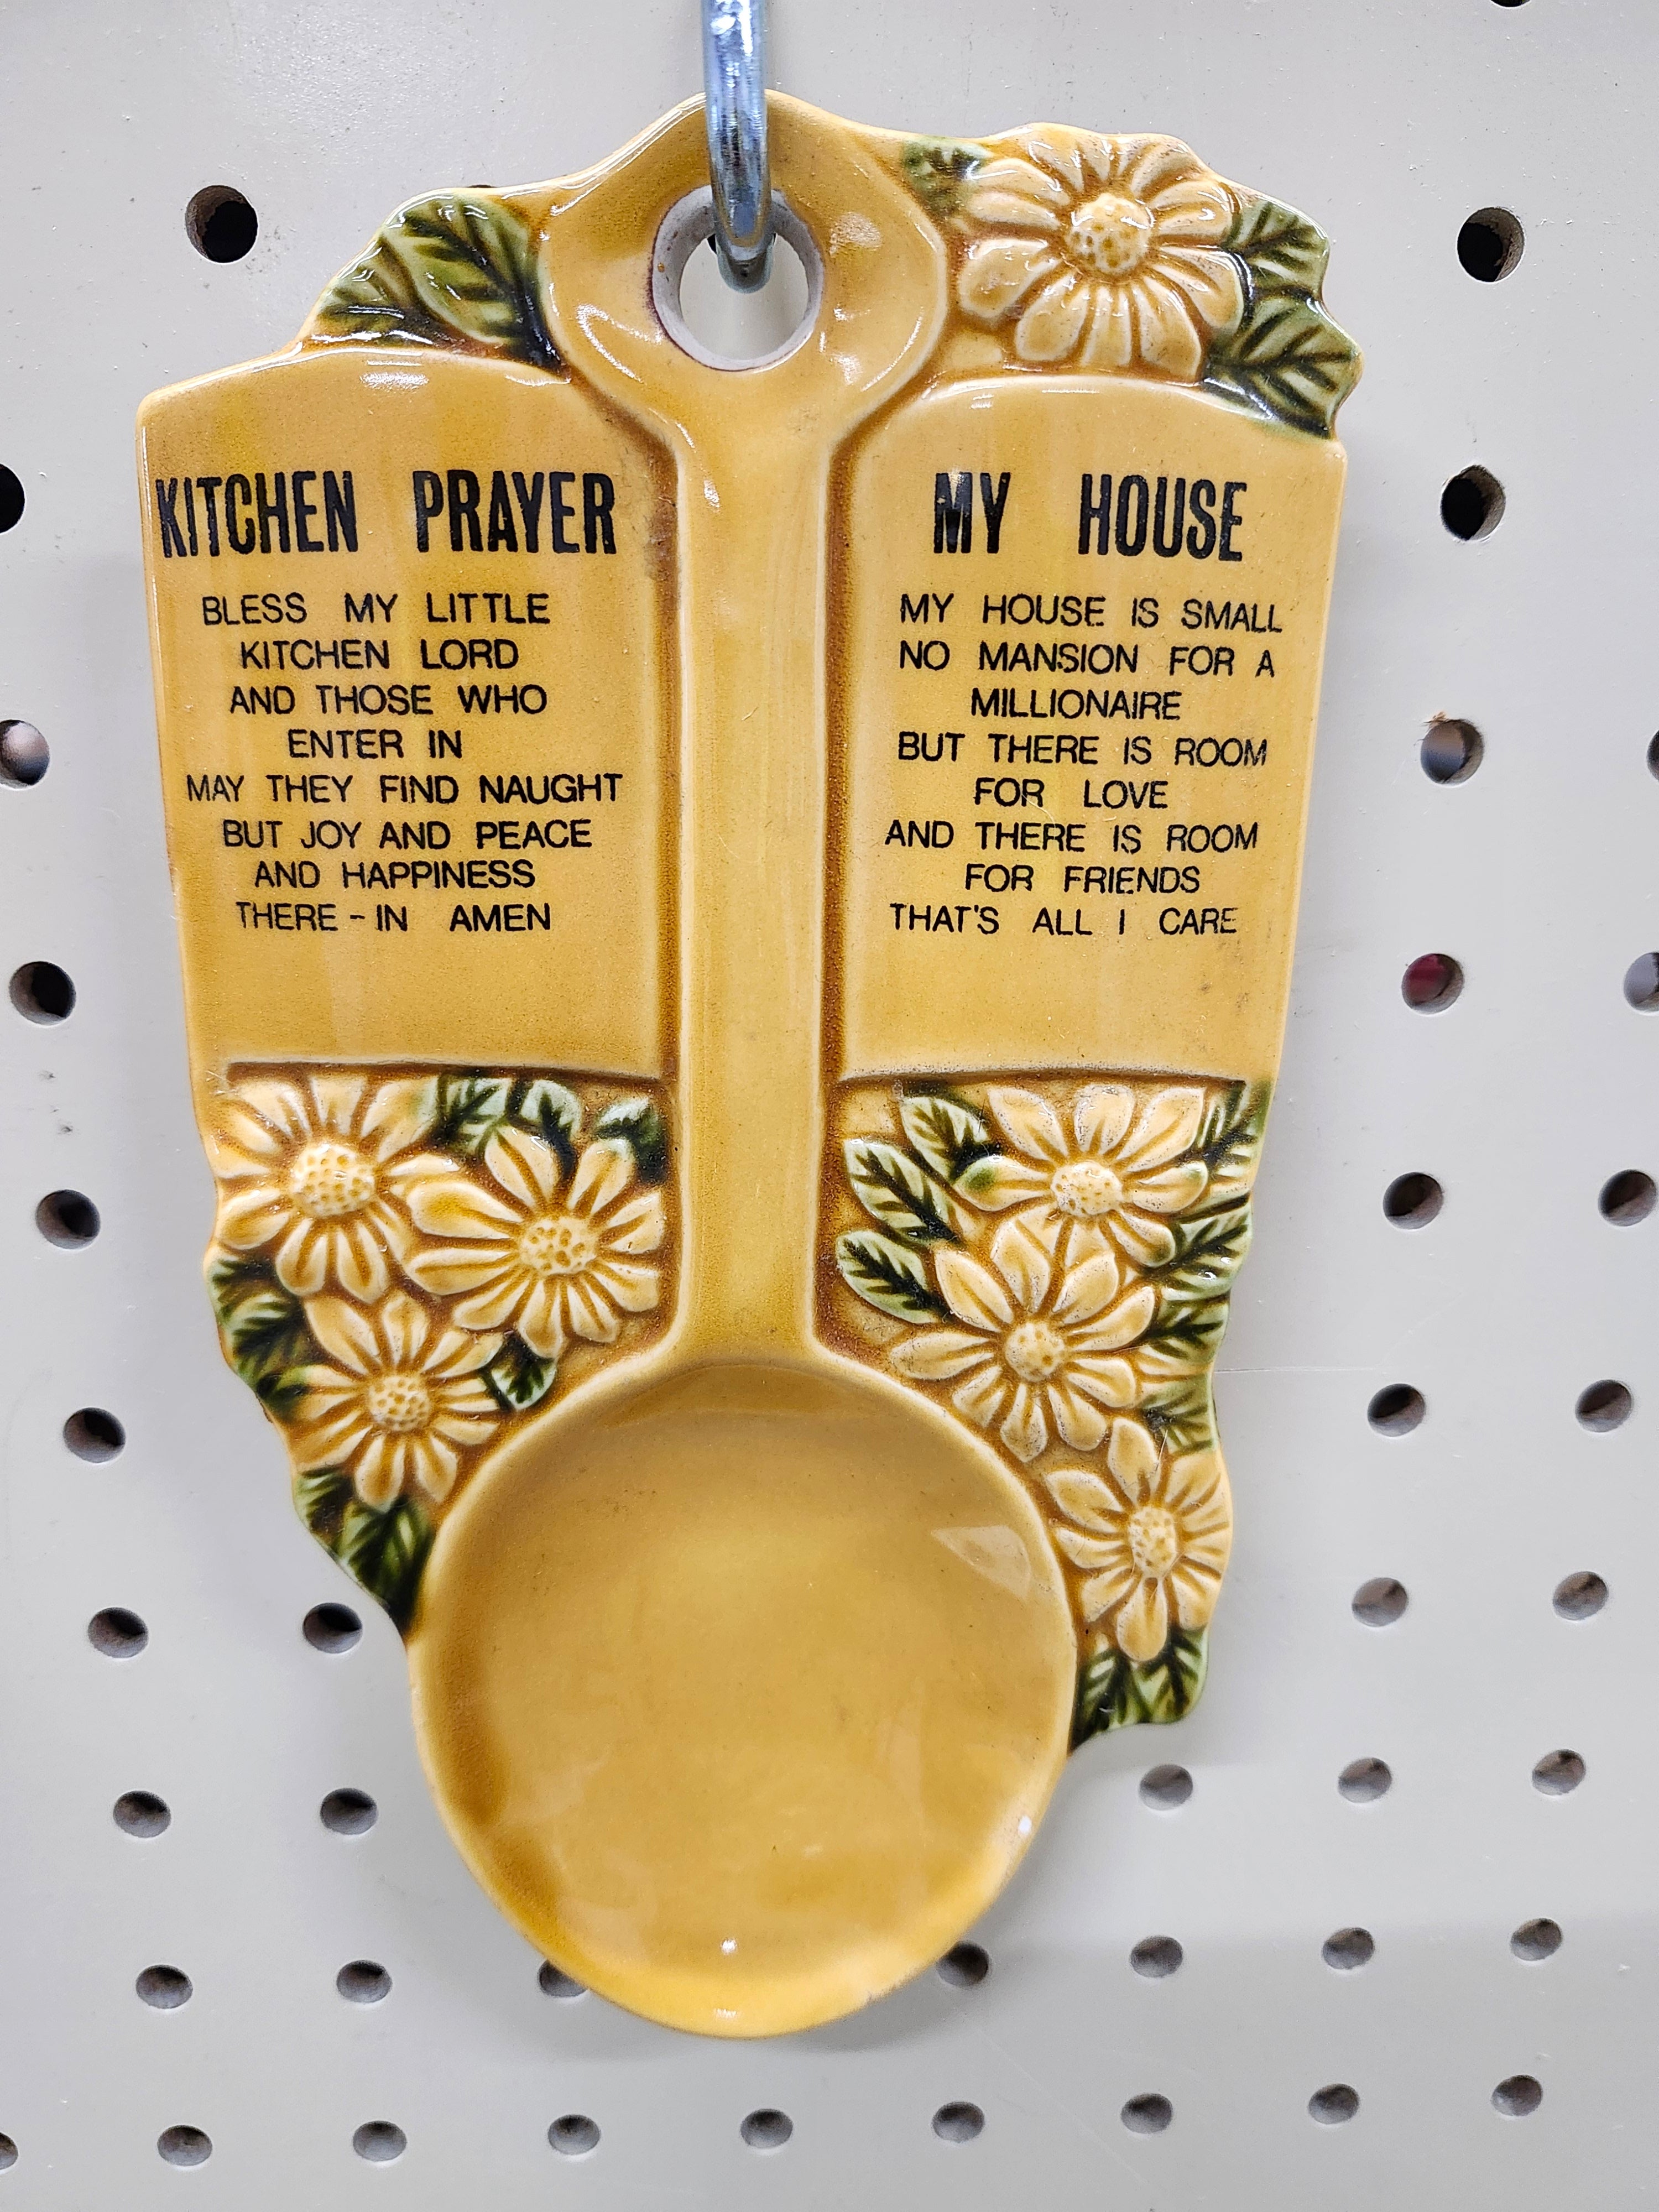 KITCHEN PRAYER
BLESS MY LITTLE
KITCHEN LORD
AND THOSE WHO
ENTER IN
MAY THEY FIND NAUGHT
BUT JOY AND PEACE
AND HAPPINESS
THERE-IN AMEN
MY HOUSE
MY HOUSE IS SMALL
NO MANSION FOR A
MILLIONAIRE
BUT THERE IS ROOM
FOR LOVE
AND THERE IS ROOM
FOR FRIENDS
THAT'S ALL I CARE